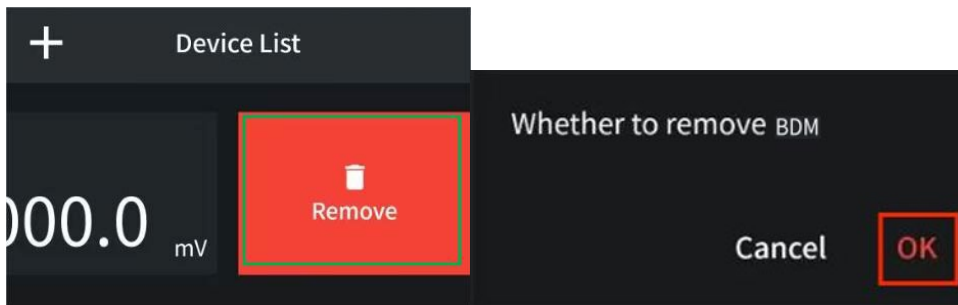 + Device List
000.0 mV
Remove
Whether to remove BDM
Cancel OK